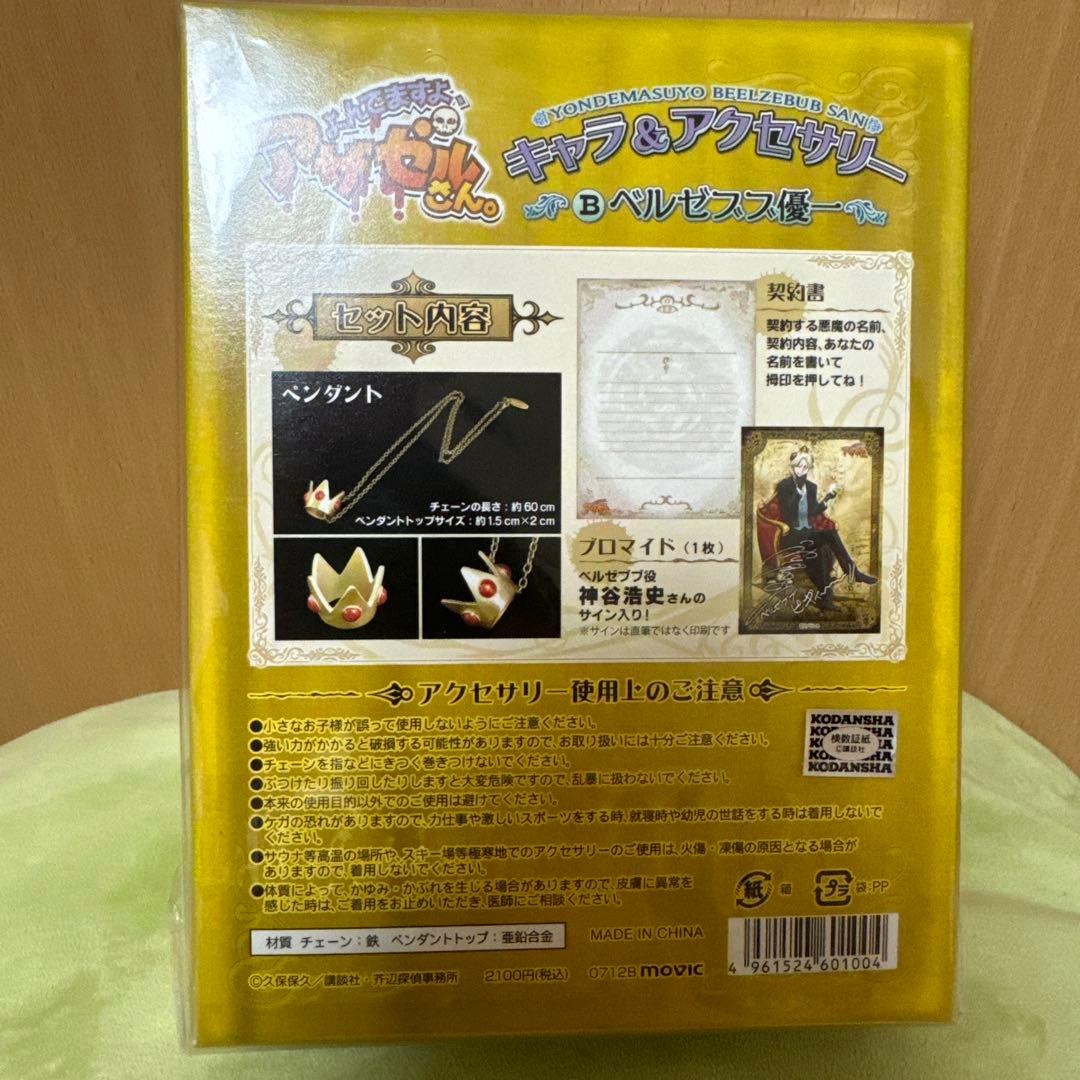 よんでますよ
アザゼルさん。
YONDEMASUYO BEELZEBUB SAN
キャラ&アクセサリー
B ベルゼブブ優一
セット内容
ペンダント
チェーンの長さ:約60cm
ペンダントトップサイズ:約1.5cm×2cm
契約書
契約する悪魔の名前、
契約内容、あなたの
名前を書いて
拇印を押してね!
ブロマイド(1枚)
ベルゼブブ役
神谷浩史さんの
サイン入り!
※サインは直筆ではなく印刷です
アクセサリー使用上のご注意
●小さなお子様が誤って使用しないようにご注意ください。
●強い力がかかると破損する可能性がありますので、お取り扱いには十分ご注意ください。
●チェーンを指などにきつく巻きつけないでください。
●ぶつけたり振り回したりしますと大変危険ですので、乱暴に扱わないでください。
●本来の使用目的以外でのご使用は避けてください。
●ケガの恐れがありますので、力仕事や激しいスポーツをする時、就寝時や幼児の世話をする時は着用しないで
ください。
●サウナ等高温の場所や、スキー場等極寒地でのアクセサリーのご使用は、火傷・凍傷の原因となる場合が
ありますので、着用しないでください。
●体質によって、かゆみ・かぶれを生じる場合がありますので、皮膚に異常を
感じた時は、ご着用をお止めいただき、医師にご相談ください。
KODANSHA
検数証紙
©講談社
KODANSHA
紙 箱
プラ 袋:PP
材質 チェーン:鉄 ペンダントトップ:亜鉛合金
MADE IN CHINA
©久保保久/講談社・芥辺探偵事務所
2,100円(税込)
0712B movic
4 961524 601004